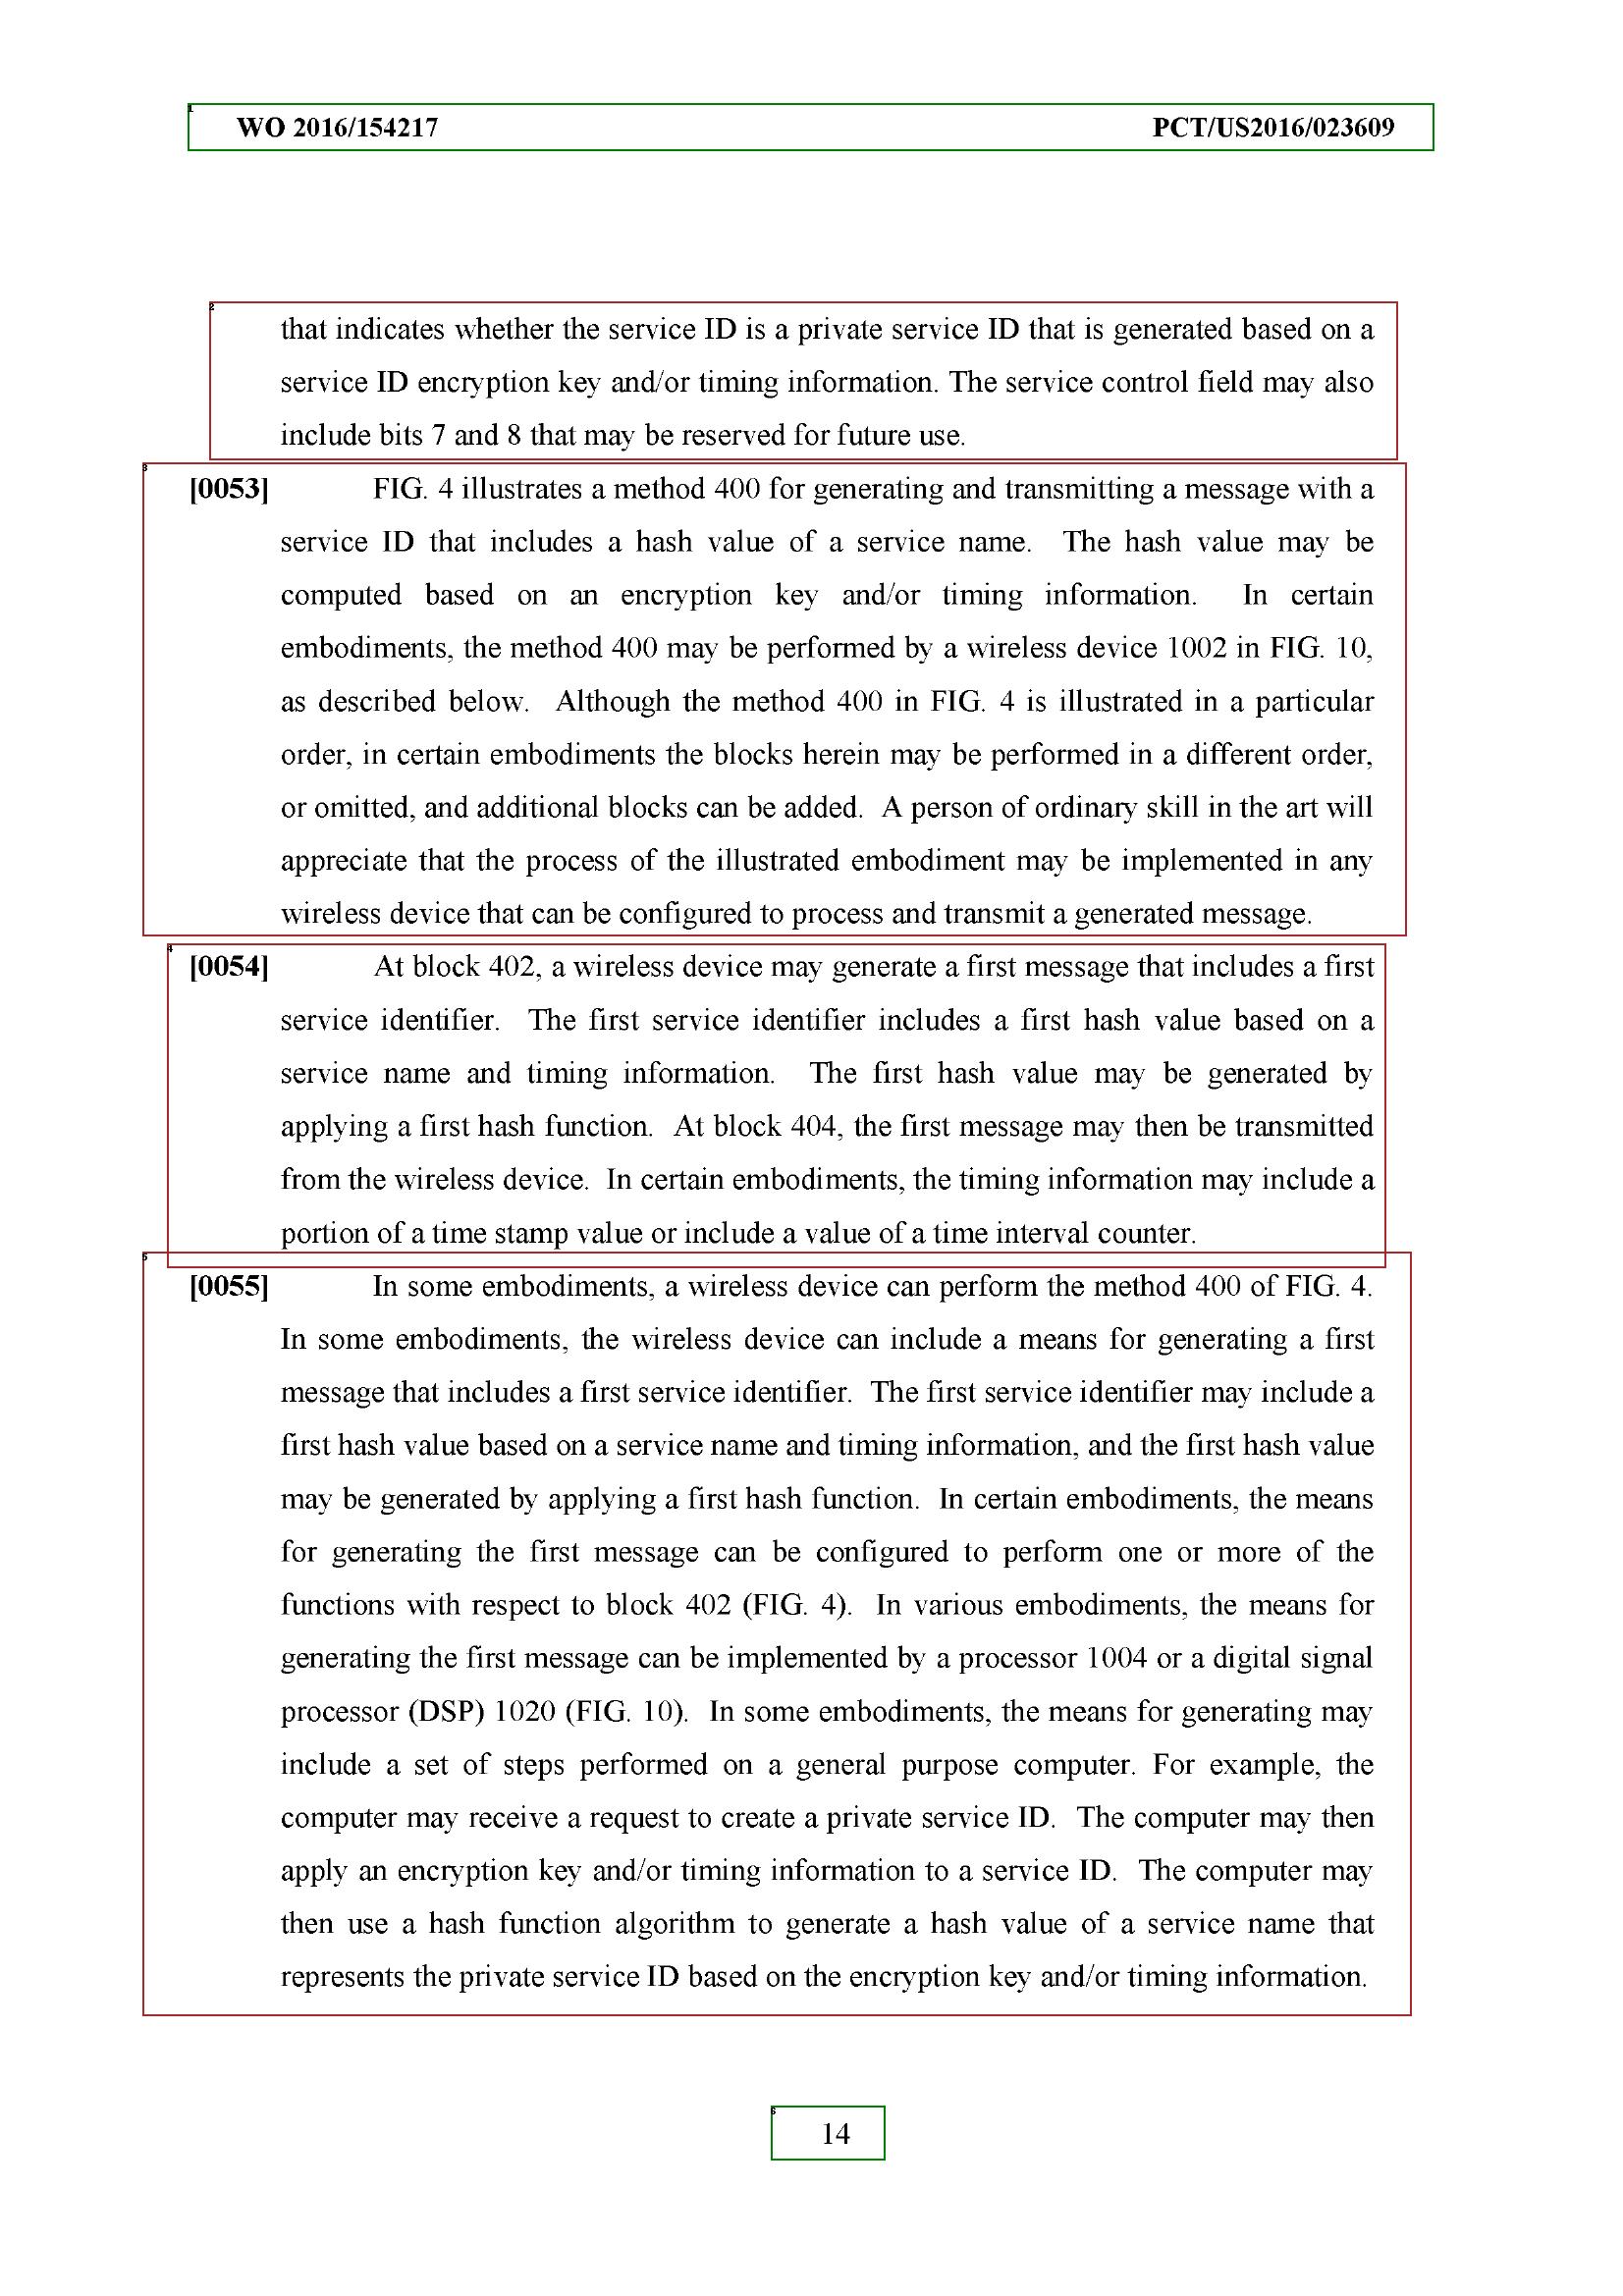 WO 2016/154217 PCT/US2016/023609
that indicates whether the service ID is a private service ID that is generated based on a
service ID encryption key and/or timing information. The service control field may also
include bits 7 and 8 that may be reserved for future use.
[0053] FIG. 4 illustrates a method 400 for generating and transmitting a message with a
service ID that includes a hash value of a service name. The hash value may be
computed based on an encryption key and/or timing information. In certain
embodiments, the method 400 may be performed by a wireless device 1002 in FIG. 10,
as described below. Although the method 400 in FIG. 4 is illustrated in a particular
order, in certain embodiments the blocks herein may be performed in a different order,
or omitted, and additional blocks can be added. A person of ordinary skill in the art will
appreciate that the process of the illustrated embodiment may be implemented in any
wireless device that can be configured to process and transmit a generated message.
[0054] At block 402, a wireless device may generate a first message that includes a first
service identifier. The first service identifier includes a first hash value based on a
service name and timing information. The first hash value may be generated by
applying a first hash function. At block 404, the first message may then be transmitted
from the wireless device. In certain embodiments, the timing information may include a
portion of a time stamp value or include a value of a time interval counter.
[0055] In some embodiments, a wireless device can perform the method 400 of FIG. 4.
In some embodiments, the wireless device can include a means for generating a first
message that includes a first service identifier. The first service identifier may include a
first hash value based on a service name and timing information, and the first hash value
may be generated by applying a first hash function. In certain embodiments, the means
for generating the first message can be configured to perform one or more of the
functions with respect to block 402 (FIG. 4). In various embodiments, the means for
generating the first message can be implemented by a processor 1004 or a digital signal
processor (DSP) 1020 (FIG. 10). In some embodiments, the means for generating may
include a set of steps performed on a general purpose computer. For example, the
computer may receive a request to create a private service ID. The computer may then
apply an encryption key and/or timing information to a service ID. The computer may
then use a hash function algorithm to generate a hash value of a service name that
represents the private service ID based on the encryption key and/or timing information.
14